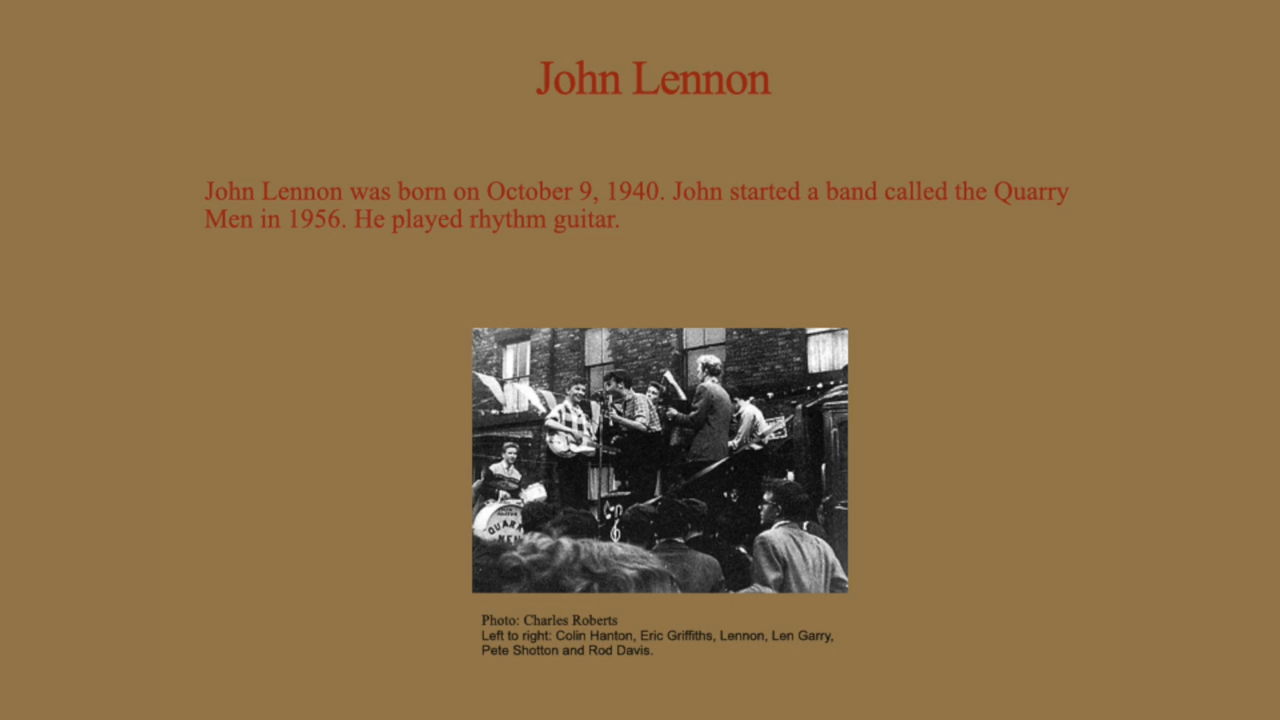 John Lennon
John Lennon was born on October 9, 1940. John started a band called the Quarry
Men in 1956. He played rhythm guitar.
QUARRY
MEN
Photo: Charles Roberts
Left to right: Colin Hanton, Eric Griffiths, Lennon, Len Garry,
Pete Shotton and Rod Davis.